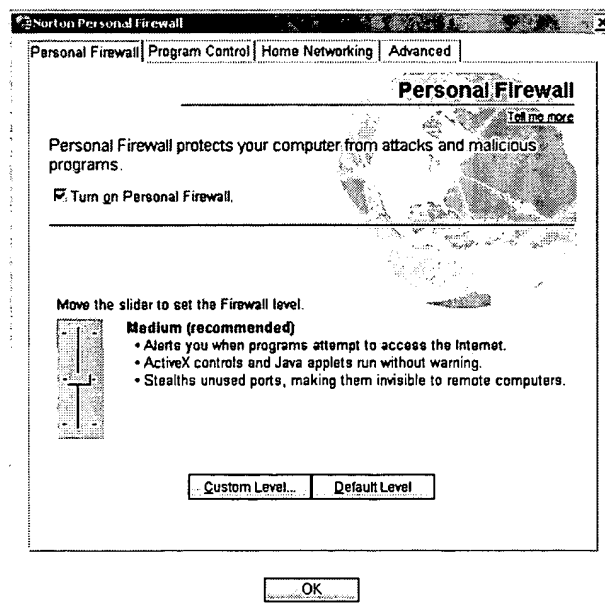 Norton Personal Firewall
Personal Firewall Program Control Home Networking Advanced
Personal Firewall
Tell me more
Personal Firewall protects your computer from attacks and malicious
programs.
Turn on Personal Firewall.
Move the slider to set the Firewall level.
Medium (recommended)
• Alerts you when programs attempt to access the Internet.
• ActiveX controls and Java applets run without warning.
• Stealths unused ports, making them invisible to remote computers.
Custom Level... Default Level
OK